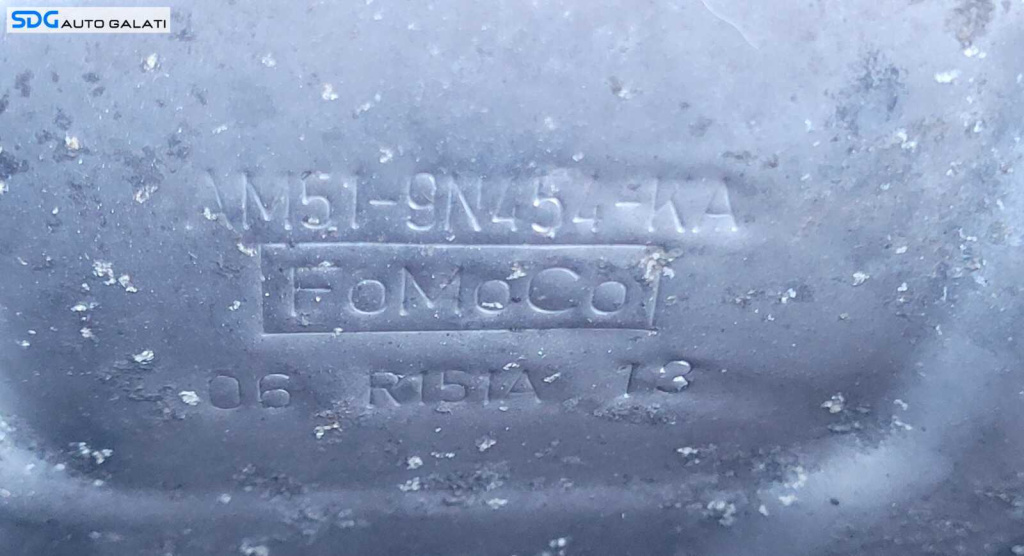 SDG AUTO GALATI
AM51-9N454-KA
FoMoCo
06 R151A 13